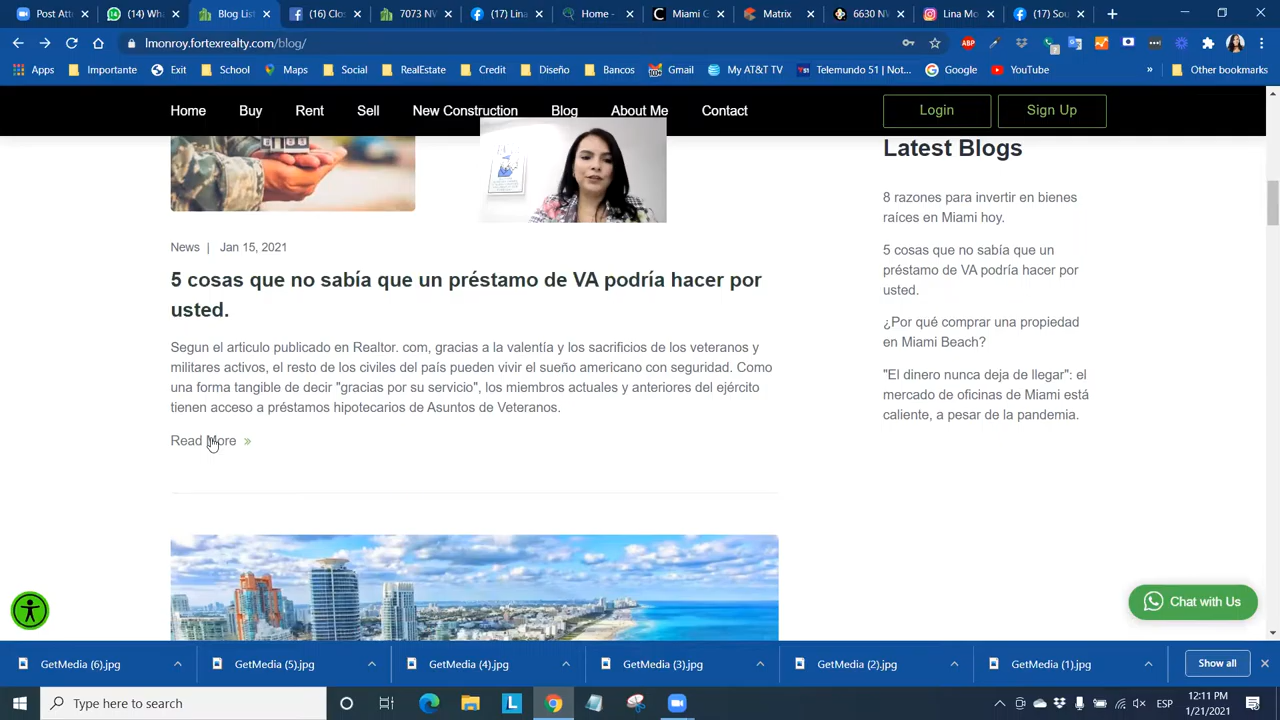 Post Att
(14) Wha
Blog List
(16) Clos
7073 NW
(17) Lina
Home -
Miami G
Matrix
6630 NW
Lina Mo
(17) Sou
lmonroy.fortexrealty.com/blog/
Apps
Importante
Exit
School
Maps
Social
RealEstate
Credit
Diseño
Bancos
Gmail
My AT&T TV
Telemundo 51 | Not...
Google
YouTube
»
Other bookmarks
Home
Buy
Rent
Sell
New Construction
Blog
About Me
Contact
Login
Sign Up
News | Jan 15, 2021
5 cosas que no sabía que un préstamo de VA podría hacer por
usted.
Segun el articulo publicado en Realtor. com, gracias a la valentía y los sacrificios de los veteranos y
militares activos, el resto de los civiles del país pueden vivir el sueño americano con seguridad. Como
una forma tangible de decir "gracias por su servicio", los miembros actuales y anteriores del ejército
tienen acceso a préstamos hipotecarios de Asuntos de Veteranos.
Read More »
Latest Blogs
8 razones para invertir en bienes
raíces en Miami hoy.
5 cosas que no sabía que un
préstamo de VA podría hacer por
usted.
¿Por qué comprar una propiedad
en Miami Beach?
"El dinero nunca deja de llegar": el
mercado de oficinas de Miami está
caliente, a pesar de la pandemia.
Chat with Us
GetMedia (6).jpg
GetMedia (5).jpg
GetMedia (4).jpg
GetMedia (3).jpg
GetMedia (2).jpg
GetMedia (1).jpg
Show all
Type here to search
ESP
12:11 PM
1/21/2021